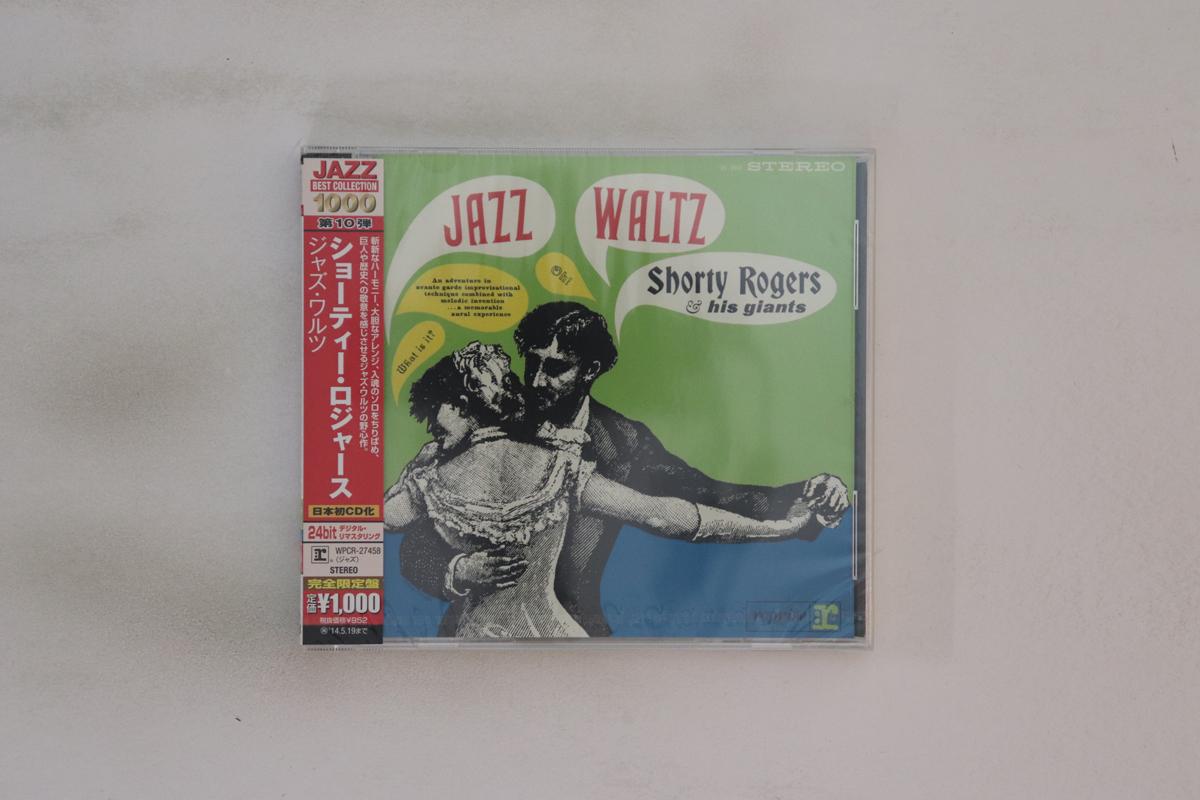 JAZZ
BEST COLLECTION
1000
第10弾
斬新なハーモニー、大胆なアレンジ、入魂のソロをちりばめ、
巨人や歴史への敬意を感じさせるジャズ・ワルツの野心作。
ショーティー・ロジャース
ジャズ・ワルツ
日本初CD化
24bit デジタル・
リマスタリング
WPCR-27458
(ジャズ)
STEREO
完全限定盤
定価 ¥1,000
税抜価格¥952
'14.5.19まで
STEREO
JAZZ WALTZ
Shorty Rogers
& his giants
An adventure in
avante garde improvisational
technique combined with
melodic invention
...a memorable
aural experience
Oh!
What is it?
reprise r: